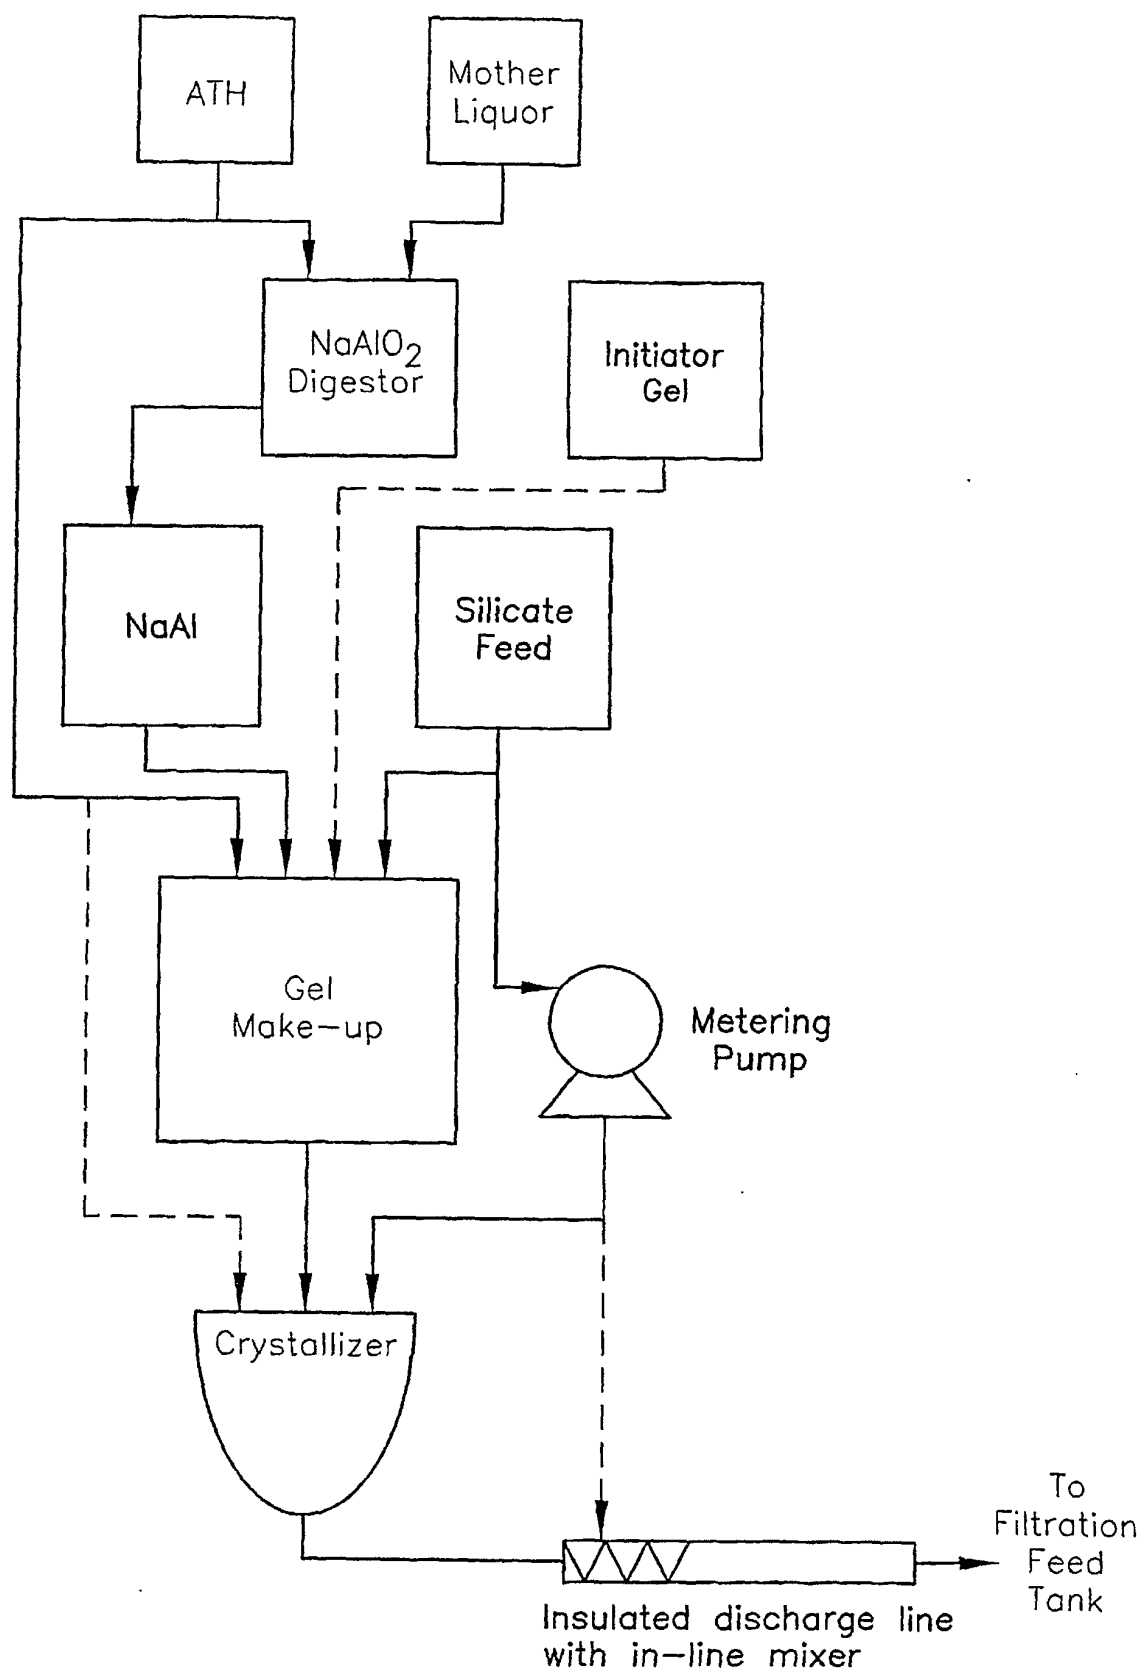 ATH
Mother
Liquor
NaAlO2
Digestor
Initiator
Gel
NaAl
Silicate
Feed
Gel
Make-up
Metering
Pump
Crystallizer
To
Filtration
Feed
Tank
Insulated discharge line
with in-line mixer